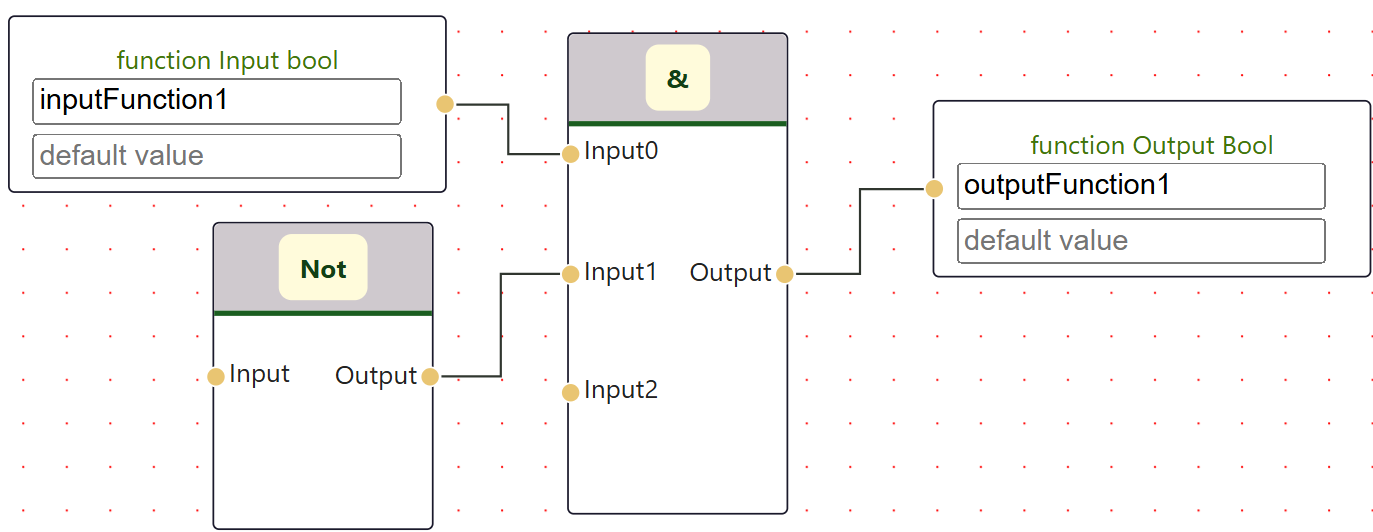 function Input bool
inputFunction1
default value
Not
Input
Output
&
Input0
Input1
Output
Input2
function Output Bool
outputFunction1
default value